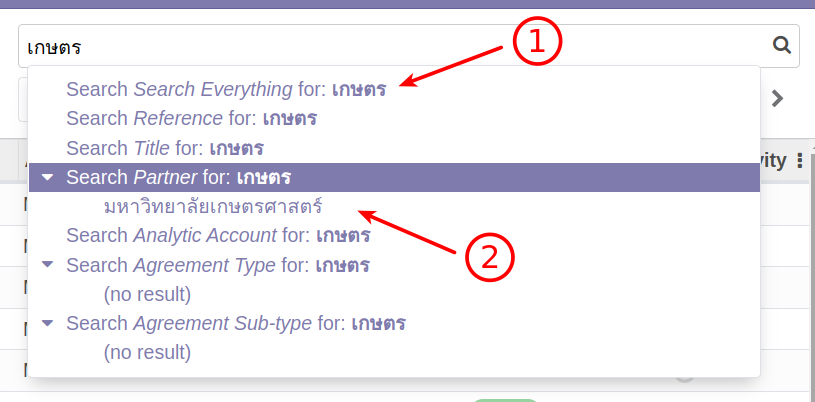 เกษตร
1
Search Search Everything for: เกษตร
Search Reference for: เกษตร
Search Title for: เกษตร
vity
Search Partner for: เกษตร
มหาวิทยาลัยเกษตรศาสตร์
Search Analytic Account for: เกษตร
2
Search Agreement Type for: เกษตร
(no result)
Search Agreement Sub-type for: เกษตร
(no result)